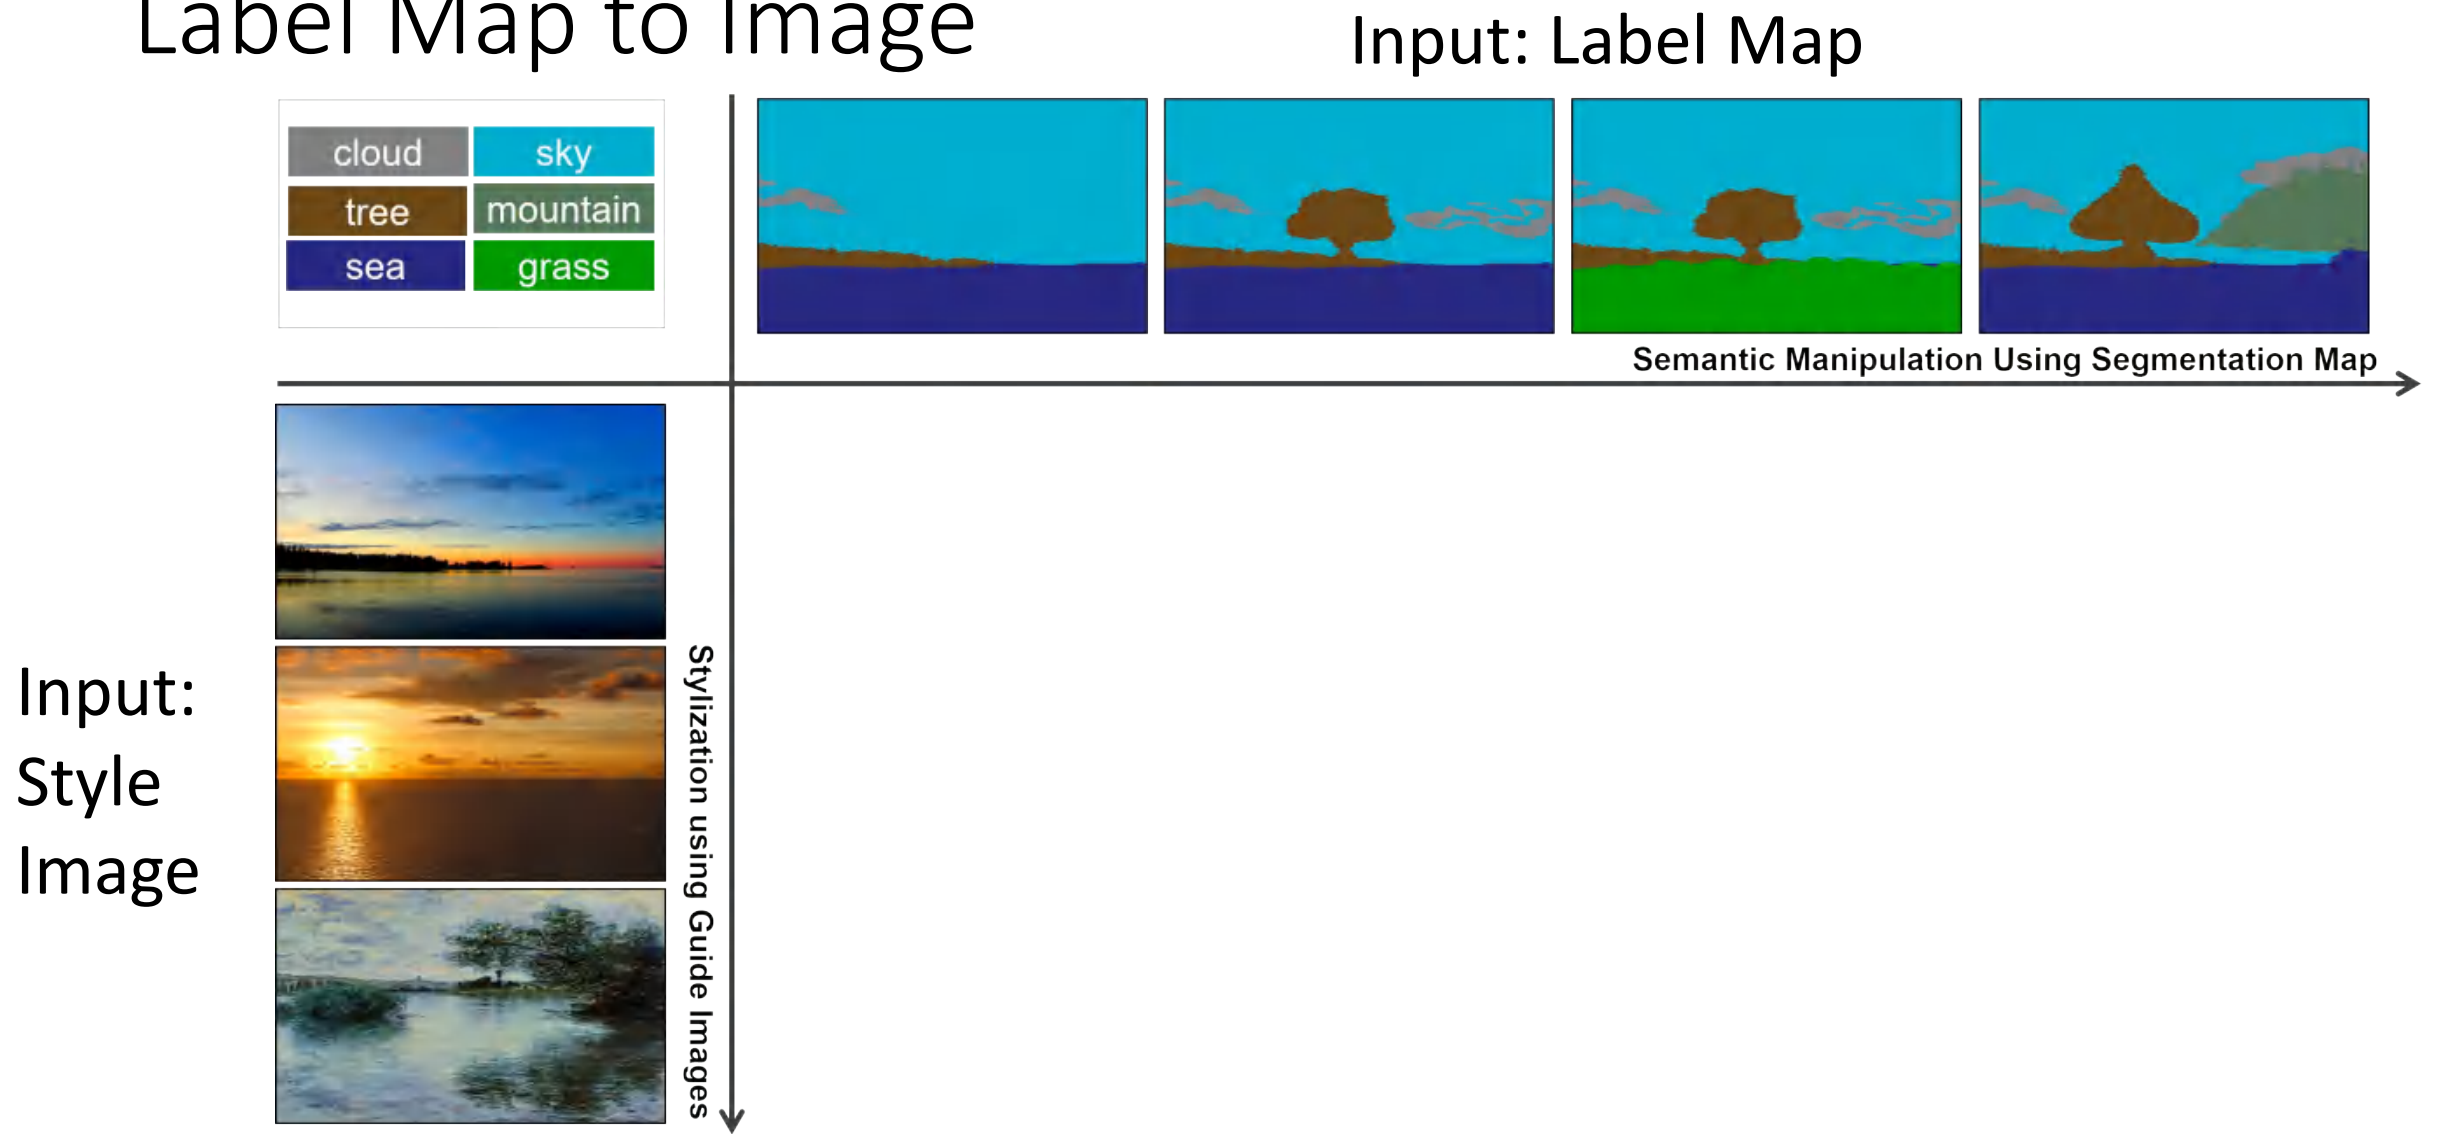 Label Map to Image
Input: Label Map
cloud
sky
tree
mountain
sea
grass
Semantic Manipulation Using Segmentation Map
Input:
Style
Image
Stylization using Guide Images